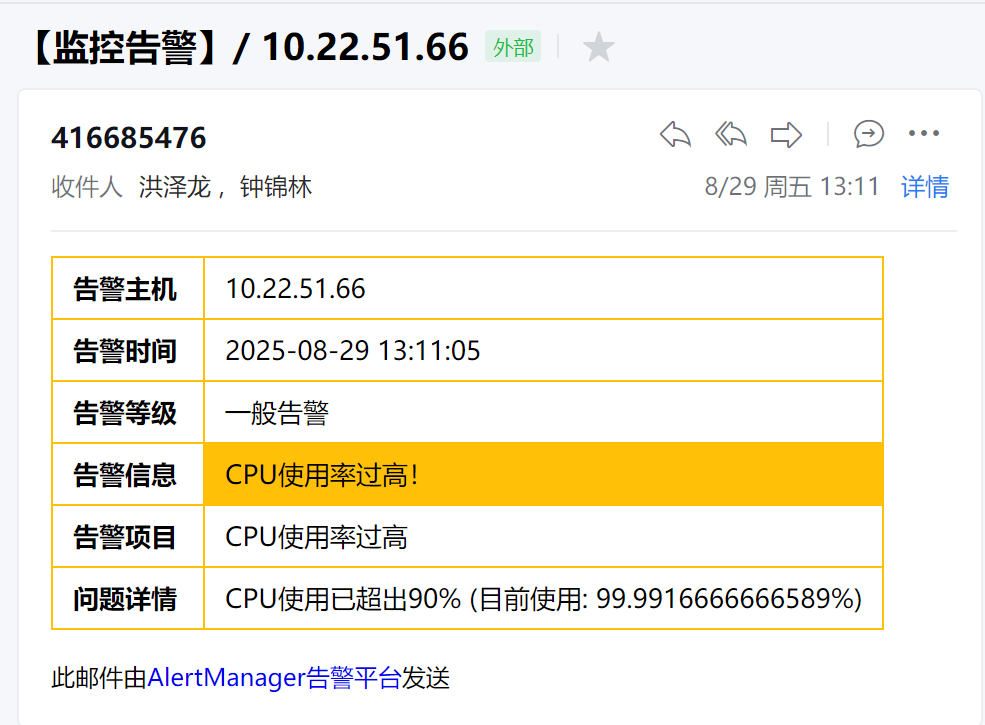 【监控告警】/ 10.22.51.66 外部
416685476
收件人 洪泽龙，钟锦林 8/29 周五 13:11 详情
告警主机 10.22.51.66
告警时间 2025-08-29 13:11:05
告警等级 一般告警
告警信息 CPU使用率过高！
告警项目 CPU使用率过高
问题详情 CPU使用已超出90% (目前使用: 99.9916666666589%)
此邮件由AlertManager告警平台发送